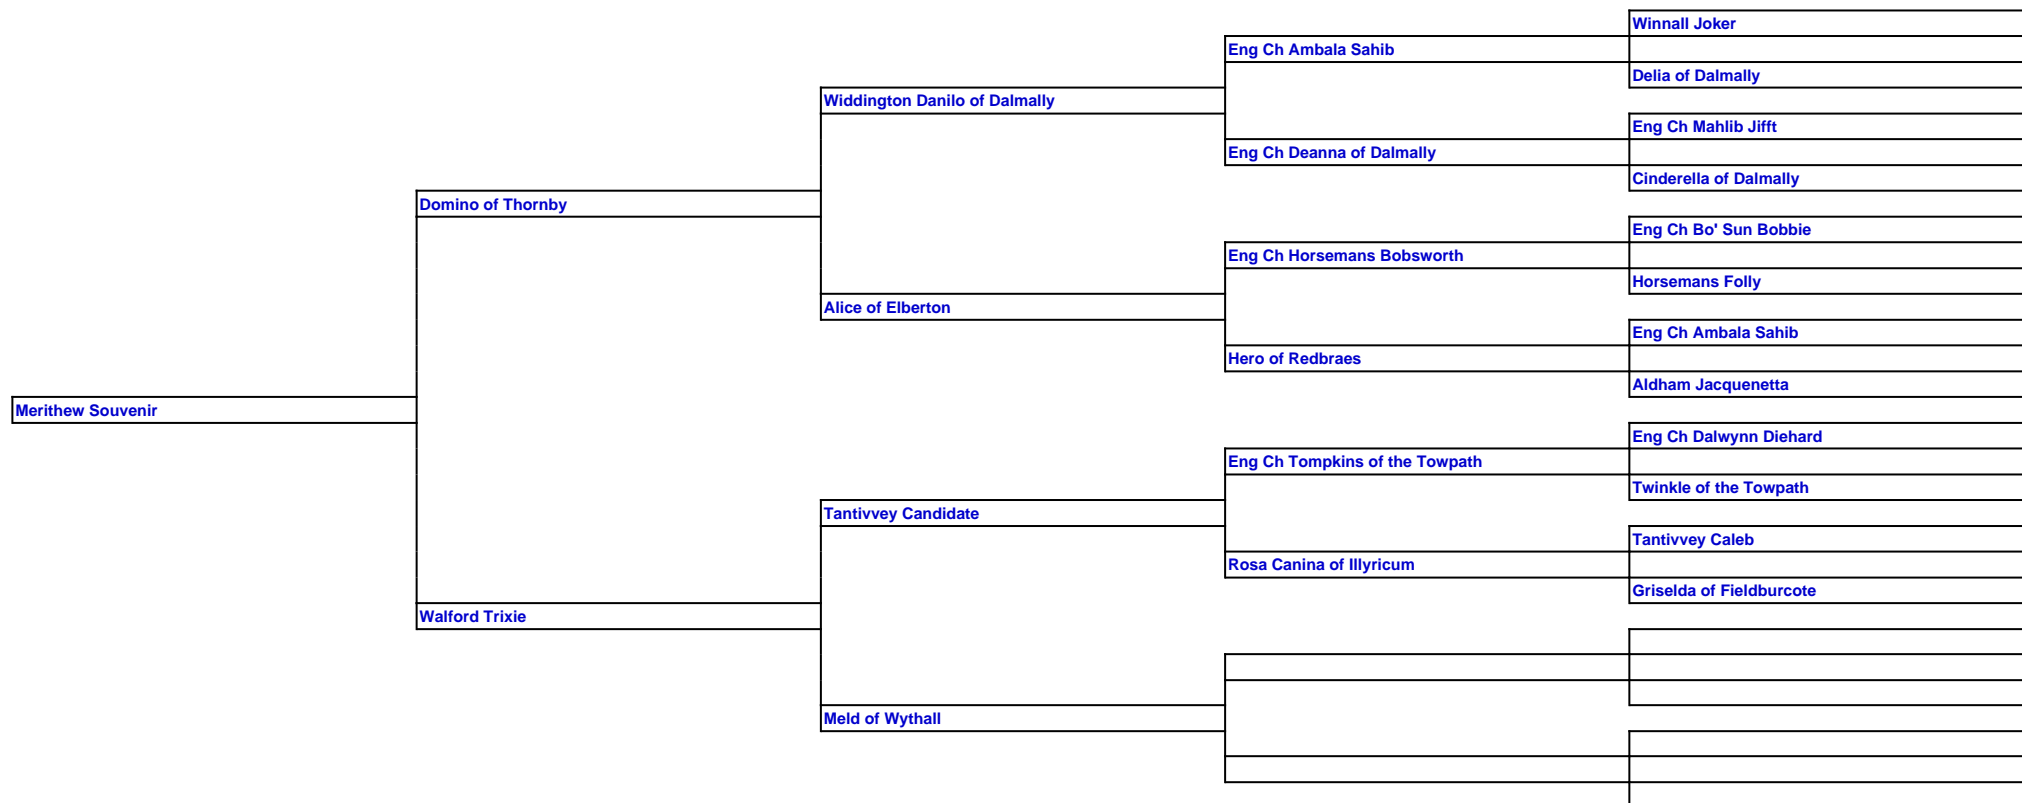 Winnall Joker
Eng Ch Ambala Sahib
Delia of Dalmally
Widdington Danilo of Dalmally
Eng Ch Mahlib Jifft
Eng Ch Deanna of Dalmally
Cinderella of Dalmally
Domino of Thornby
Eng Ch Bo' Sun Bobbie
Eng Ch Horsemans Bobsworth
Horsemans Folly
Alice of Elberton
Eng Ch Ambala Sahib
Hero of Redbraes
Aldham Jacquenetta
Merithew Souvenir
Eng Ch Dalwynn Diehard
Eng Ch Tompkins of the Towpath
Twinkle of the Towpath
Tantivvey Candidate
Tantivvey Caleb
Rosa Canina of Illyricum
Griselda of Fieldburcote
Walford Trixie
Meld of Wythall